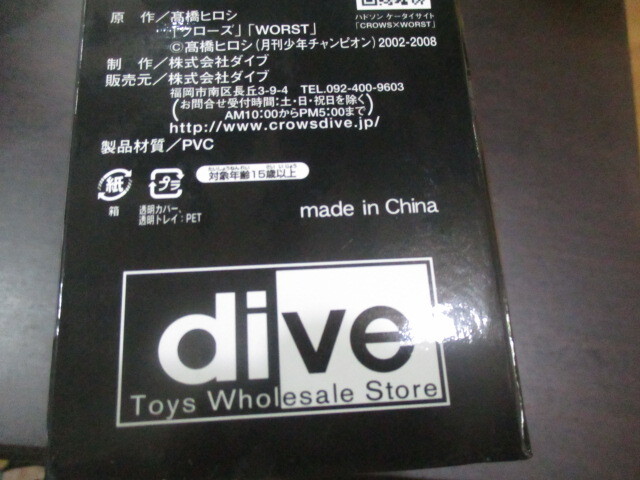 原　作／髙橋ヒロシ
「クローズ」「WORST」
©髙橋ヒロシ(月刊少年チャンピオン)2002-2008
ハドソン ケータイサイト
「CROWS×WORST」
制　作／株式会社ダイブ
販売元／株式会社ダイブ
福岡市南区長丘3-9-4　TEL.092-400-9603
(お問合せ受付時間:土・日・祝日を除く
AM10:00からPM5:00まで)
http://www.crowsdive.jp/
製品材質／PVC
紙
プラ
対象年齢15歳以上
箱
透明カバー、
透明トレイ:PET
made in China
dive
Toys Wholesale Store